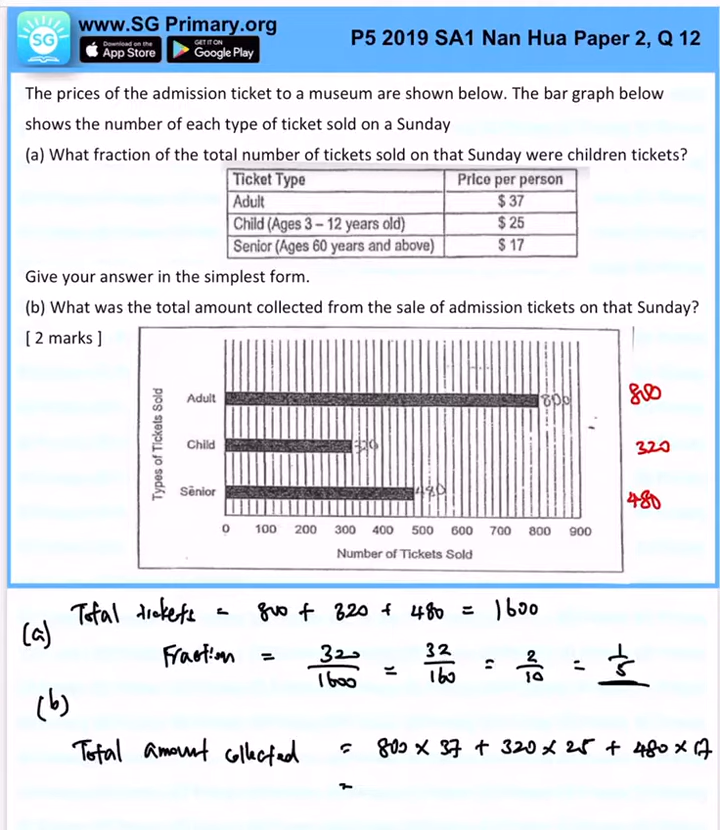 www.SG Primary.org
SG
Download on the App Store
GET IT ON Google Play
P5 2019 SA1 Nan Hua Paper 2, Q 12
The prices of the admission ticket to a museum are shown below. The bar graph below
shows the number of each type of ticket sold on a Sunday
(a) What fraction of the total number of tickets sold on that Sunday were children tickets?
Ticket Type Price per person
Adult $ 37
Child (Ages 3 – 12 years old) $ 25
Senior (Ages 60 years and above) $ 17
Give your answer in the simplest form.
(b) What was the total amount collected from the sale of admission tickets on that Sunday?
[ 2 marks ]
Types of Tickets Sold
Adult 800 800
Child 320
Senior 480 480
0 100 200 300 400 500 600 700 800 900
Number of Tickets Sold
(a) Total tickets = 800 + 320 + 480 = 1600
Fraction = 320/1600 = 32/160 = 2/10 = 1/5
(b)
Total amount collected = 800 × 37 + 320 × 25 + 480 × 17
=